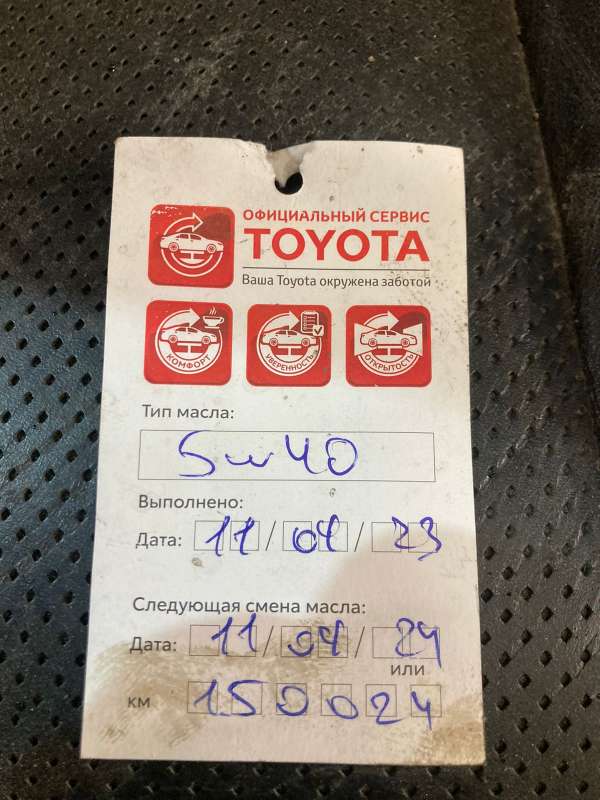 ОФИЦИАЛЬНЫЙ СЕРВИС
TOYOTA
Ваша Toyota окружена заботой
КОМФОРТ УВЕРЕННОСТЬ ОТКРЫТОСТЬ
Тип масла:
5w40
Выполнено:
Дата: 11/04/23
Следующая смена масла:
Дата: 11/04/24
или
км 150024